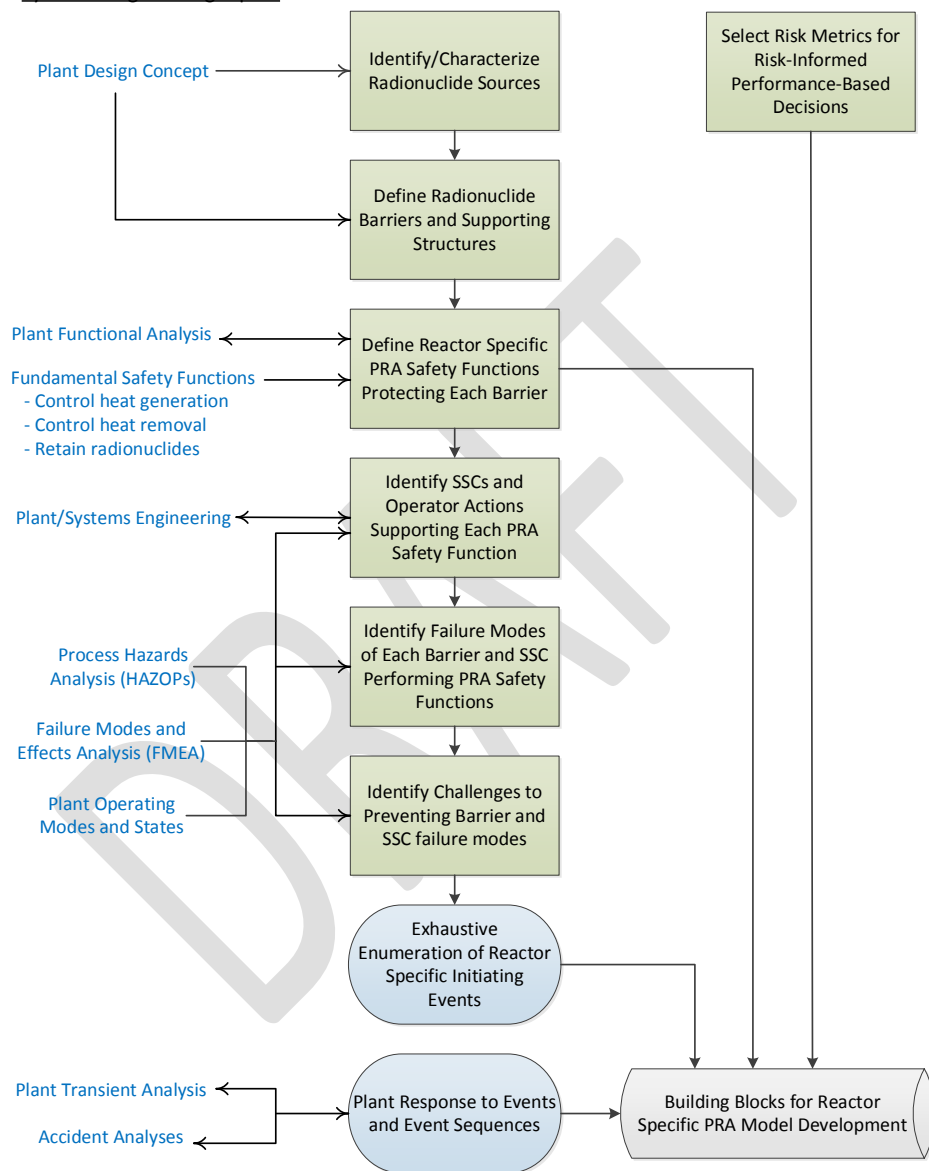 Identify/Characterize
Radionuclide Sources
Select Risk Metrics for
Risk-Informed
Performance-Based
Decisions
Plant Design Concept
Define Radionuclide
Barriers and Supporting
Structures
Plant Functional Analysis
Fundamental Safety Functions
- Control heat generation
- Control heat removal
- Retain radionuclides
Define Reactor Specific
PRA Safety Functions
Protecting Each Barrier
Plant/Systems Engineering
Identify SSCs and
Operator Actions
Supporting Each PRA
Safety Function
Process Hazards
Analysis (HAZOPs)
Identify Failure Modes
of Each Barrier and SSC
Performing PRA Safety
Functions
Failure Modes and
Effects Analysis (FMEA)
Plant Operating
Modes and States
Identify Challenges to
Preventing Barrier and
SSC failure modes
Exhaustive
Enumeration of Reactor
Specific Initiating
Events
Plant Transient Analysis
Accident Analyses
Plant Response to Events
and Event Sequences
Building Blocks for Reactor
Specific PRA Model Development
DRAFT